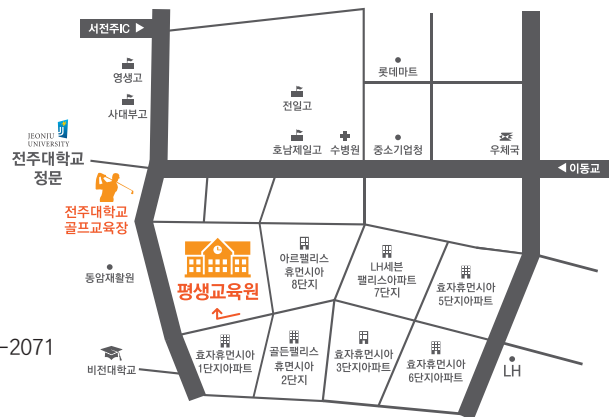 서전주IC ▶
영생고
사대부고
롯데마트
전일고
호남제일고
수병원
중소기업청
우체국
JEONJU
UNIVERSITY
전주대학교
정문
◀ 이동교
전주대학교
골프교육장
동암재활원
평생교육원
아르팰리스
휴먼시아
8단지
LH세븐
팰리스아파트
7단지
효자휴먼시아
5단지아파트
-2071
비전대학교
효자휴먼시아
1단지아파트
골든팰리스
휴먼시아
2단지
효자휴먼시아
3단지아파트
효자휴먼시아
6단지아파트
LH